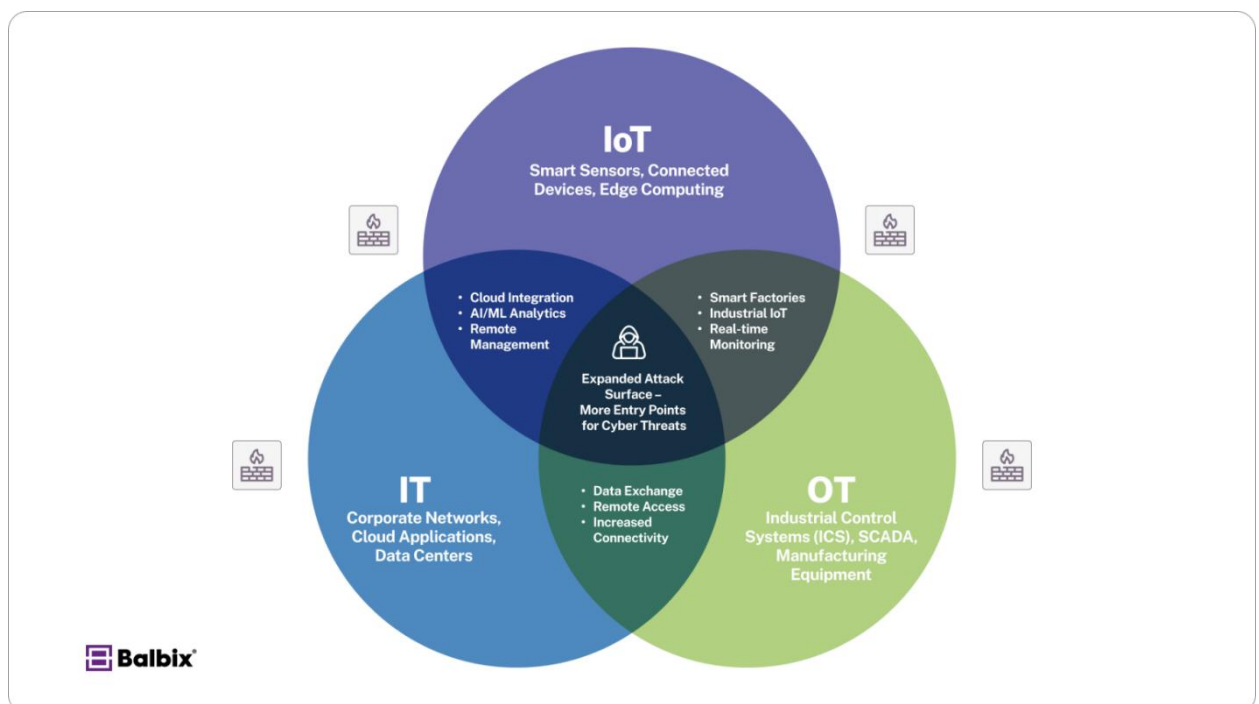 IoT
Smart Sensors, Connected
Devices, Edge Computing
• Cloud Integration
• AI/ML Analytics
• Remote
Management
• Smart Factories
• Industrial IoT
• Real-time
Monitoring
Expanded Attack
Surface –
More Entry Points
for Cyber Threats
IT
Corporate Networks,
Cloud Applications,
Data Centers
• Data Exchange
• Remote Access
• Increased
Connectivity
OT
Industrial Control
Systems (ICS), SCADA,
Manufacturing
Equipment
Balbix®